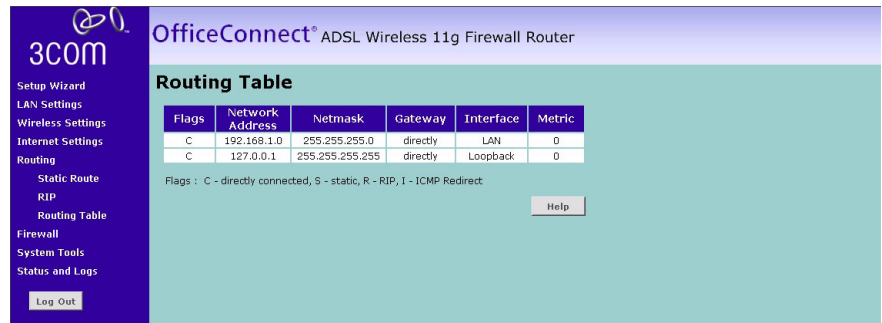 3COM
OfficeConnect® ADSL Wireless 11g Firewall Router
Setup Wizard
LAN Settings
Wireless Settings
Internet Settings
Routing
Static Route
RIP
Routing Table
Firewall
System Tools
Status and Logs
Log Out
Routing Table
Flags Network Address Netmask Gateway Interface Metric
C 192.168.1.0 255.255.255.0 directly LAN 0
C 127.0.0.1 255.255.255.255 directly Loopback 0
Flags : C - directly connected, S - static, R - RIP, I - ICMP Redirect
Help